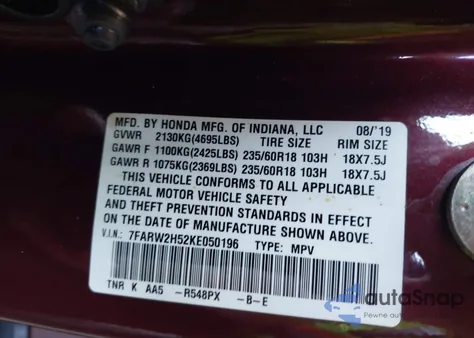 MFD. BY HONDA MFG. OF INDIANA, LLC 08/'19
GVWR 2130KG(4695LBS) TIRE SIZE RIM SIZE
GAWR F 1100KG(2425LBS) 235/60R18 103H 18X7.5J
GAWR R 1075KG(2369LBS) 235/60R18 103H 18X7.5J
THIS VEHICLE CONFORMS TO ALL APPLICABLE
FEDERAL MOTOR VEHICLE SAFETY
AND THEFT PREVENTION STANDARDS IN EFFECT
ON THE DATE OF MANUFACTURE SHOWN ABOVE.
V.I.N.: 7FARW2H52KE050196 TYPE: MPV
TNR K AA5 -R548PX -B-E
autoSnap
Pewne auto z